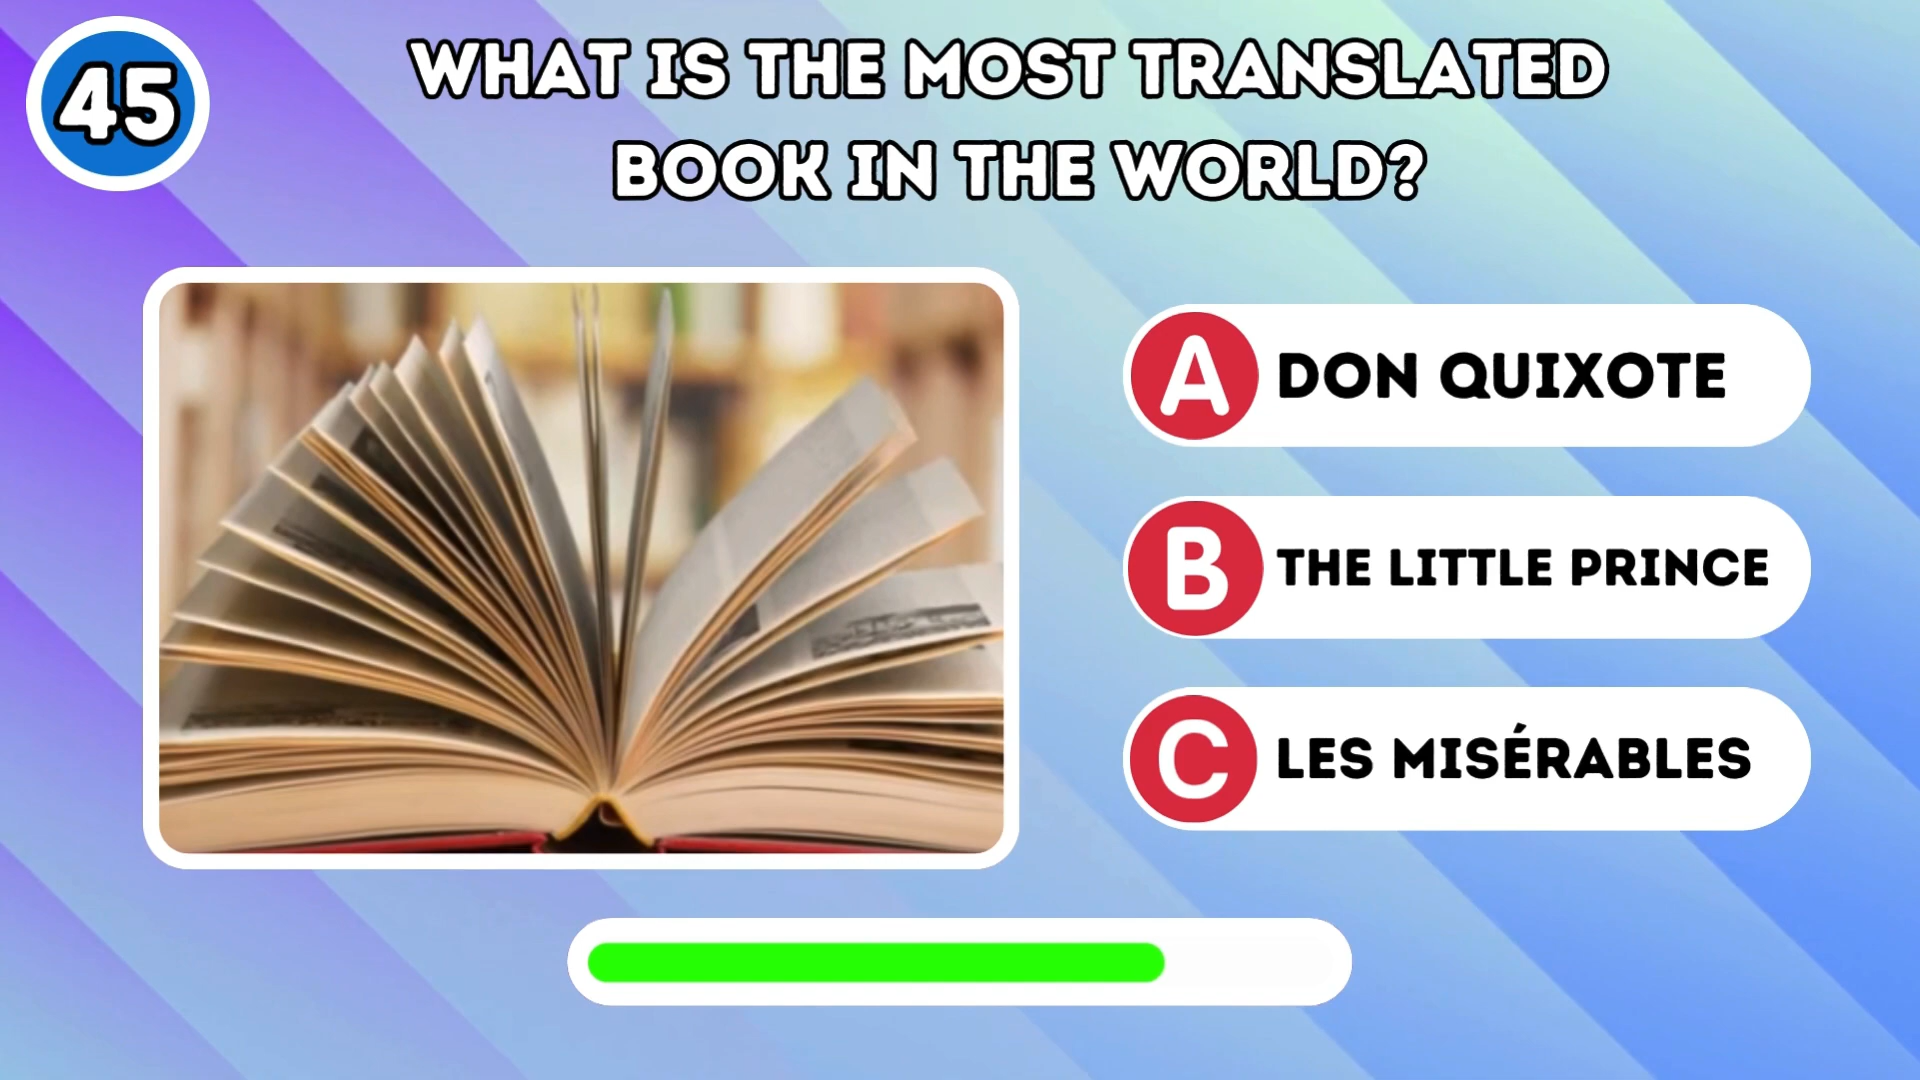 45
WHAT IS THE MOST TRANSLATED
BOOK IN THE WORLD?
A DON QUIXOTE
B THE LITTLE PRINCE
C LES MISÉRABLES